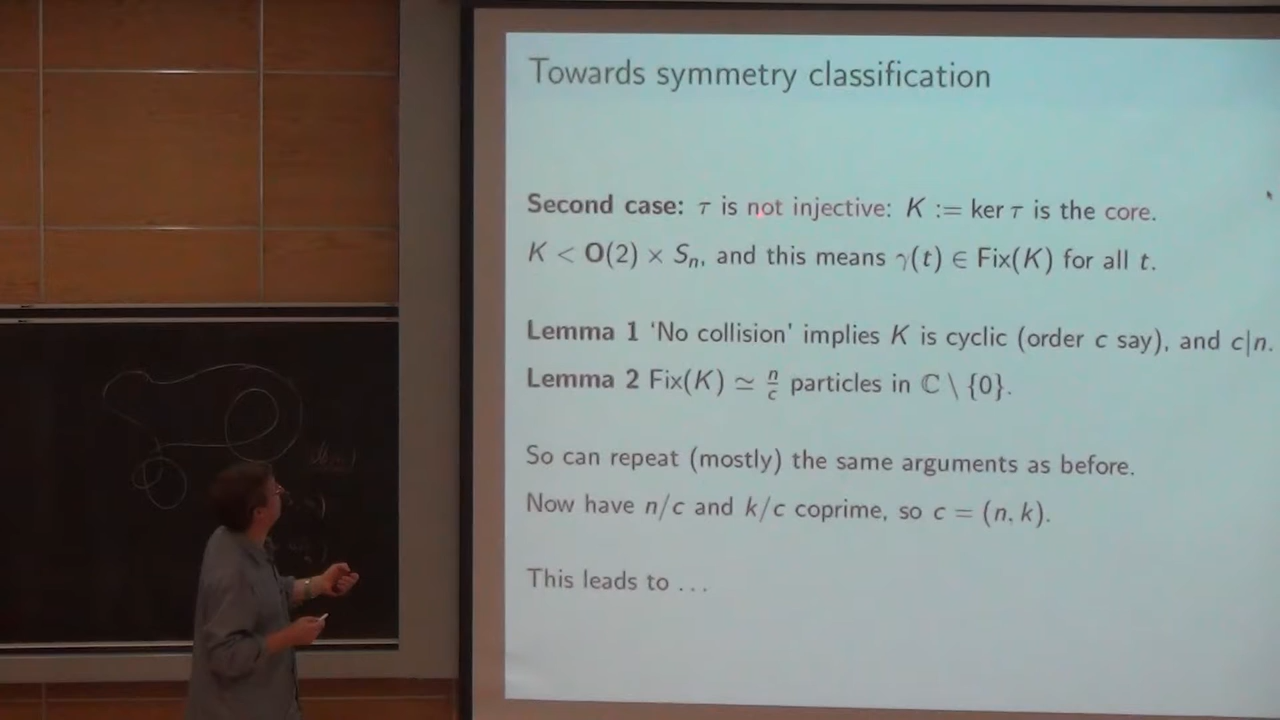 Towards symmetry classification
Second case: τ is not injective: K := ker τ is the core.
K < O(2) × Sₙ, and this means γ(t) ∈ Fix(K) for all t.
Lemma 1 'No collision' implies K is cyclic (order c say), and c|n.
Lemma 2 Fix(K) ≃ n/c particles in ℂ \ {0}.
So can repeat (mostly) the same arguments as before.
Now have n/c and k/c coprime, so c = (n, k).
This leads to ...